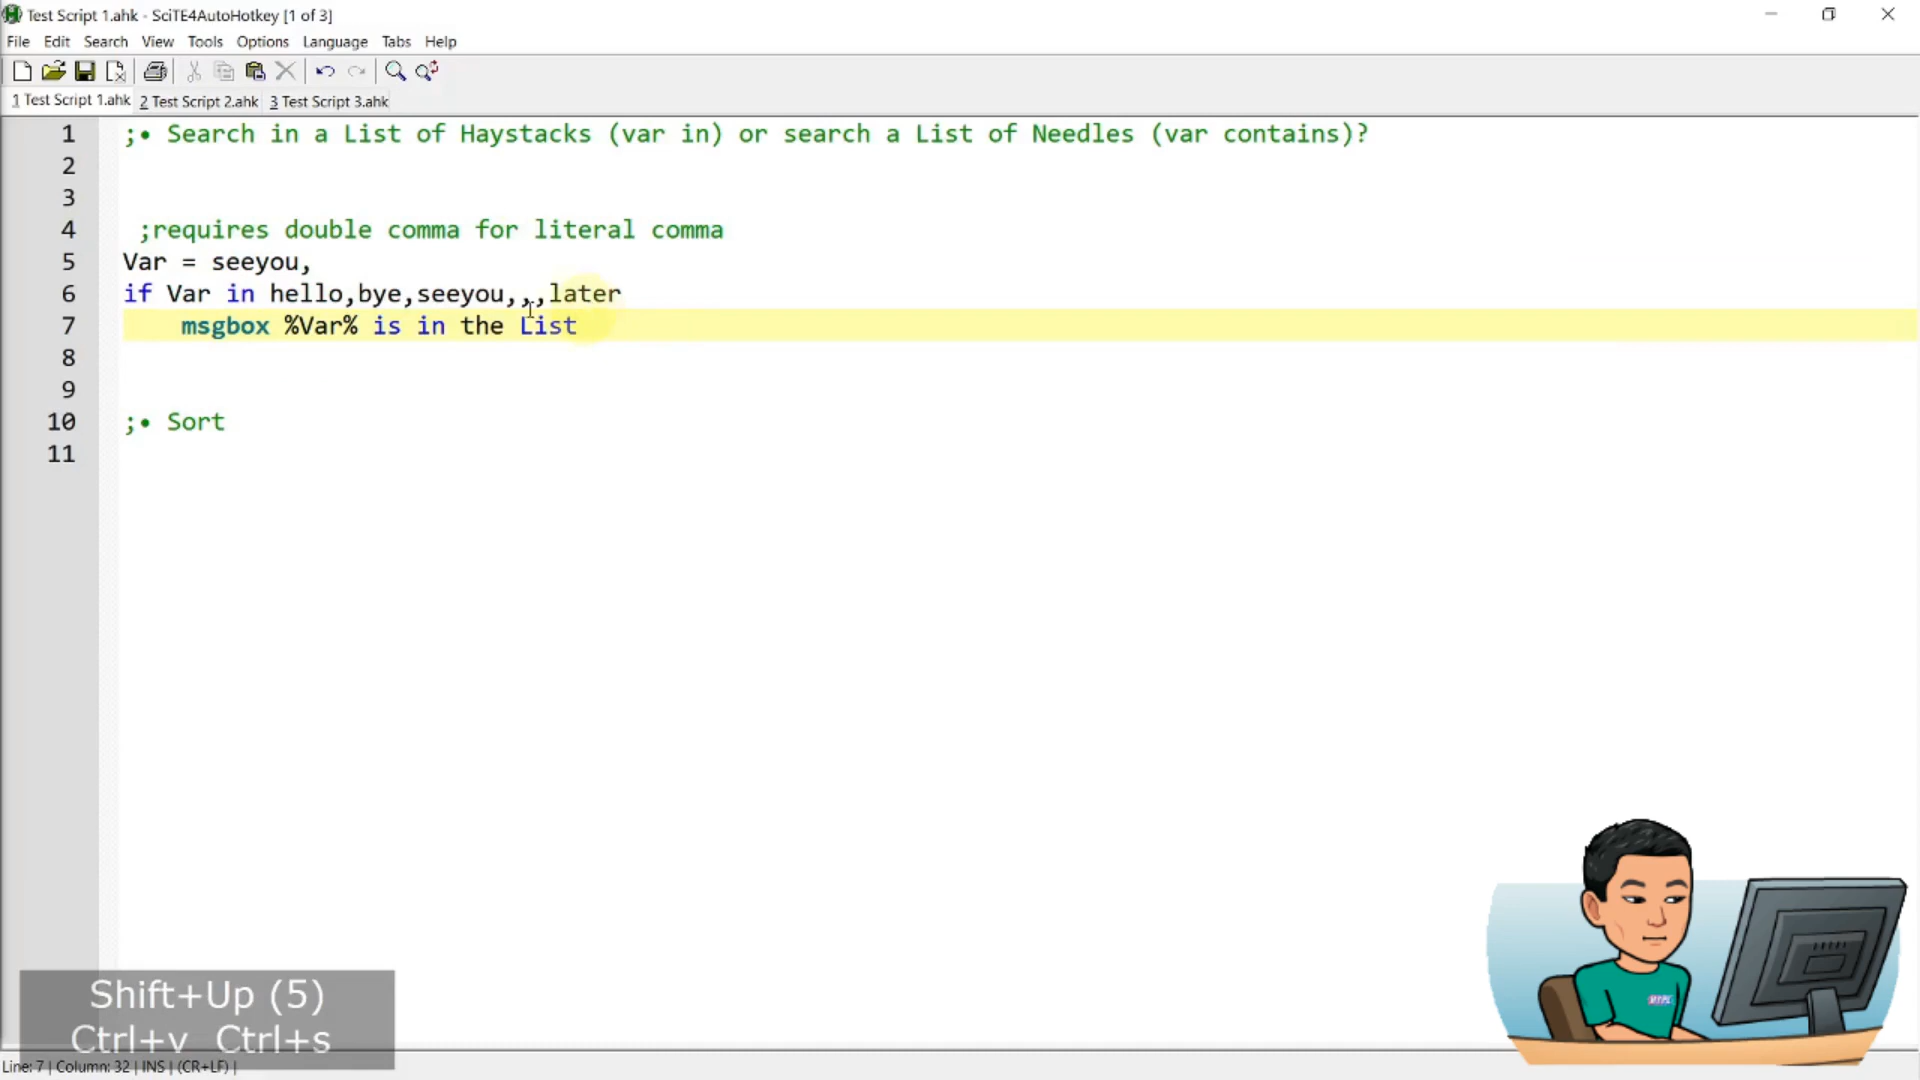 Test Script 1.ahk - SciTE4AutoHotkey [1 of 3]
File Edit Search View Tools Options Language Tabs Help
1 Test Script 1.ahk 2 Test Script 2.ahk 3 Test Script 3.ahk
1 ;• Search in a List of Haystacks (var in) or search a List of Needles (var contains)?
2
3
4 ;requires double comma for literal comma
5 Var = seeyou,
6 if Var in hello,bye,seeyou,,,later
7 msgbox %Var% is in the List
8
9
10 ;• Sort
11
Shift+Up (5)
Ctrl+v Ctrl+s
Line: 7 | Column: 32 | INS | (CR+LF) |